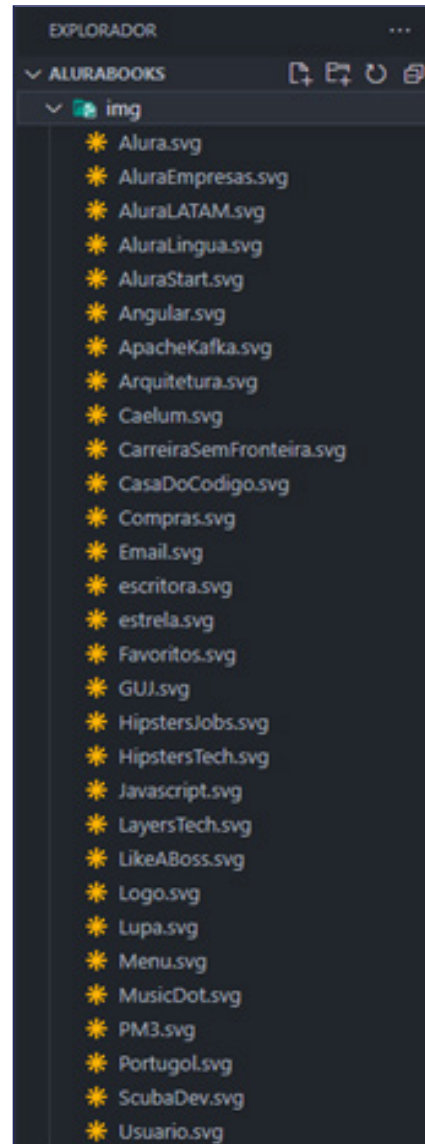 EXPLORADOR
ALURABOOKS
img
Alura.svg
AluraEmpresas.svg
AluraLATAM.svg
AluraLingua.svg
AluraStart.svg
Angular.svg
ApacheKafka.svg
Arquitetura.svg
Caelum.svg
CarreiraSemFronteira.svg
CasaDoCodigo.svg
Compras.svg
Email.svg
escritora.svg
estrela.svg
Favoritos.svg
GUJ.svg
HipstersJobs.svg
HipstersTech.svg
Javascript.svg
LayersTech.svg
LikeABoss.svg
Logo.svg
Lupa.svg
Menu.svg
MusicDot.svg
PM3.svg
Portugol.svg
ScubaDev.svg
Usuario.svg